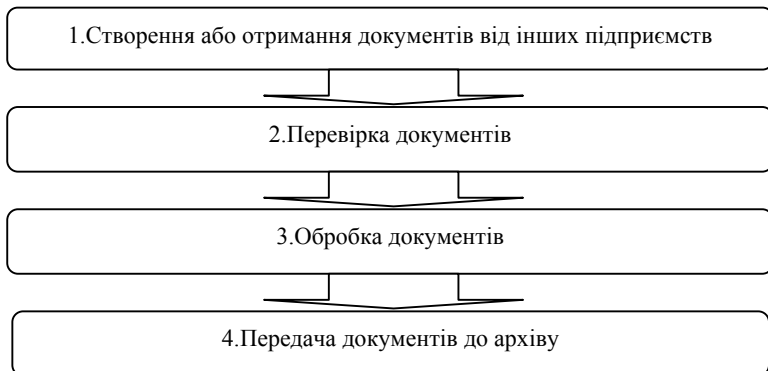 1.Створення або отримання документів від інших підприємств
2.Перевірка документів
3.Обробка документів
4.Передача документів до архіву